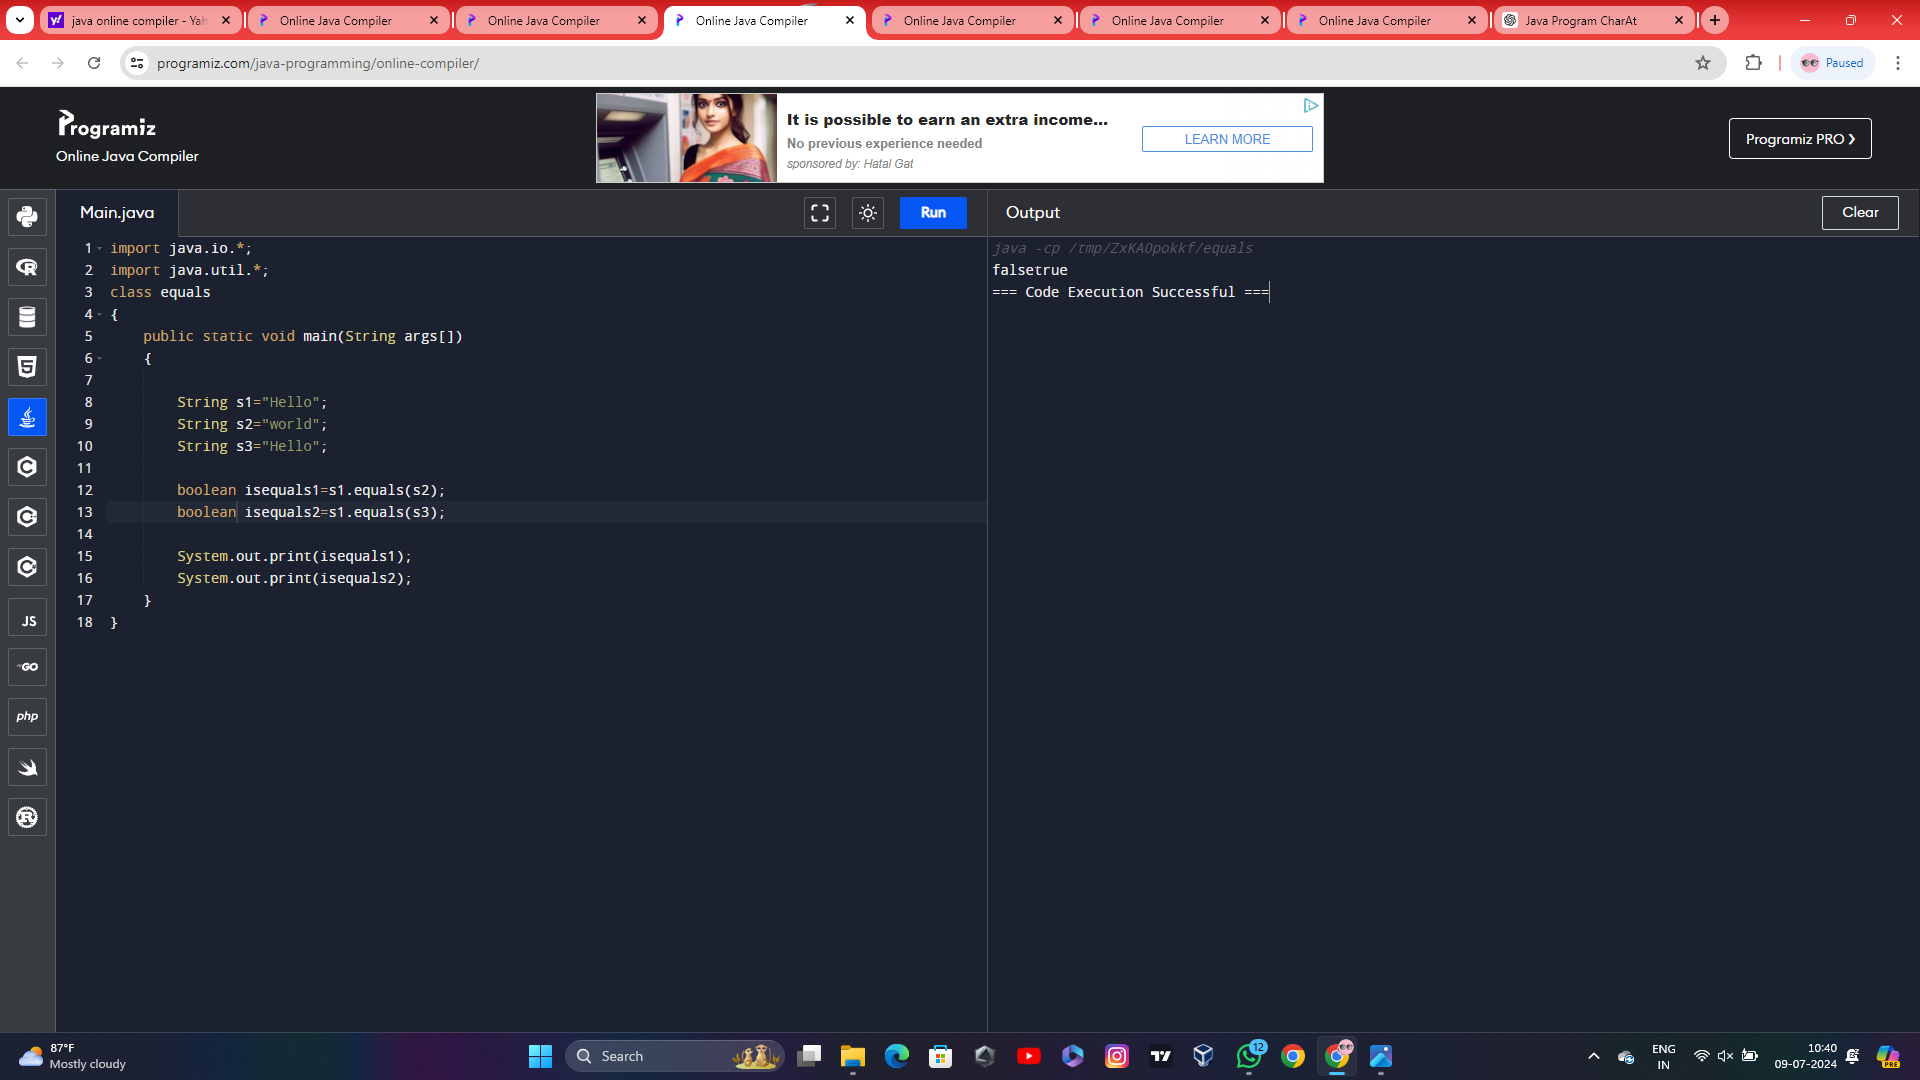 java online compiler - Yah
Online Java Compiler
Online Java Compiler
Online Java Compiler
Online Java Compiler
Online Java Compiler
Online Java Compiler
Java Program CharAt
programiz.com/java-programming/online-compiler/
Paused
Programiz
Online Java Compiler
It is possible to earn an extra income...
No previous experience needed
sponsored by: Hatal Gat
LEARN MORE
Programiz PRO
Main.java
Run
Output
Clear
1 import java.io.*;
2 import java.util.*;
3 class equals
4 {
5 public static void main(String args[])
6 {
7
8 String s1="Hello";
9 String s2="world";
10 String s3="Hello";
11
12 boolean isequals1=s1.equals(s2);
13 boolean isequals2=s1.equals(s3);
14
15 System.out.print(isequals1);
16 System.out.print(isequals2);
17 }
18 }
java -cp /tmp/ZxKAOpokkf/equals
falsetrue
=== Code Execution Successful ===
JS
GO
php
87°F
Mostly cloudy
Search
12
ENG
IN
10:40
09-07-2024
PRE